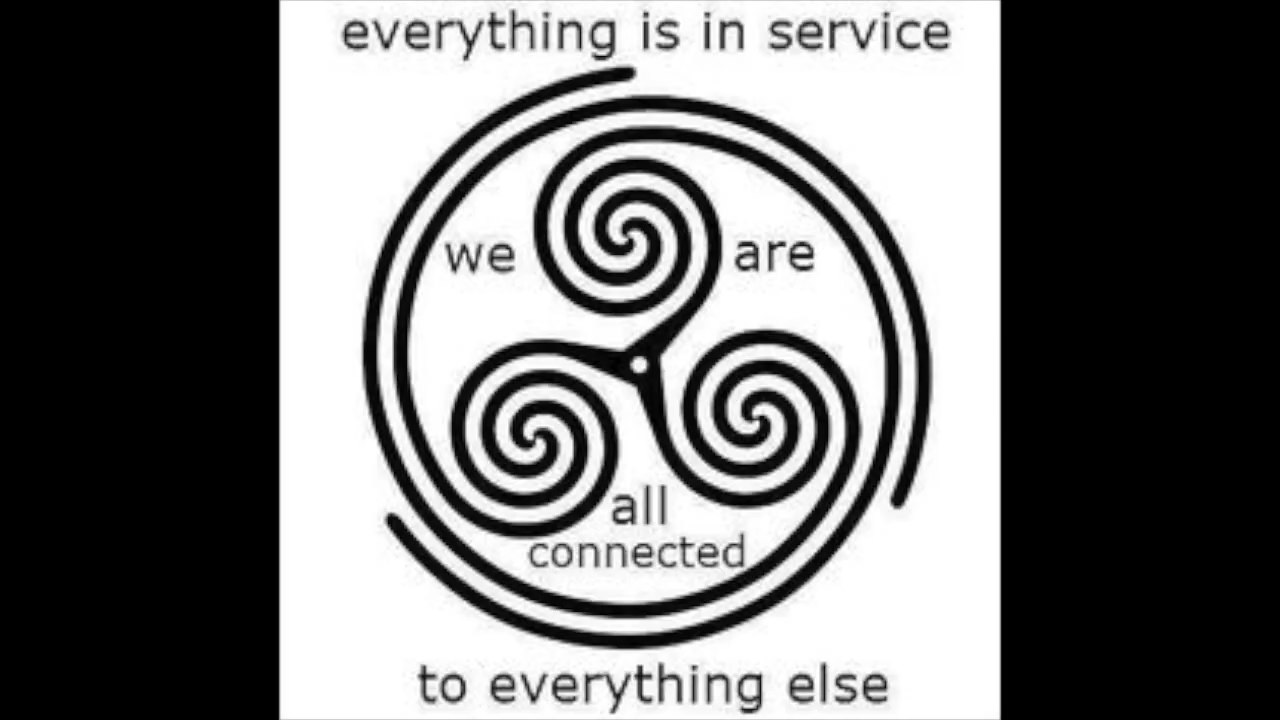 everything is in service
we are
all
connected
to everything else